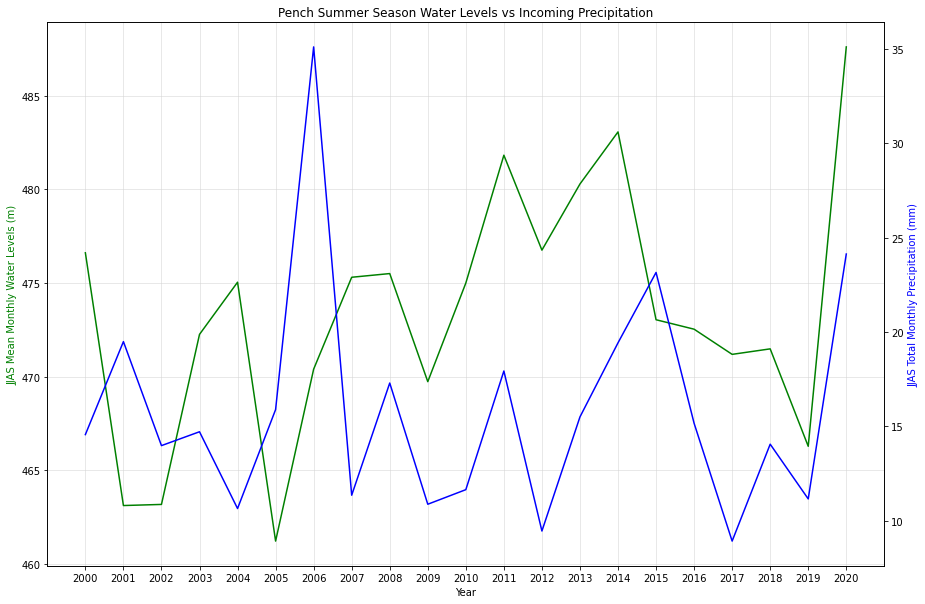 Pench Summer Season Water Levels vs Incoming Precipitation
JJAS Mean Monthly Water Levels (m)
485
480
475
470
465
460
35
30
25
20
15
10
JJAS Total Monthly Precipitation (mm)
2000 2001 2002 2003 2004 2005 2006 2007 2008 2009 2010 2011 2012 2013 2014 2015 2016 2017 2018 2019 2020
Year